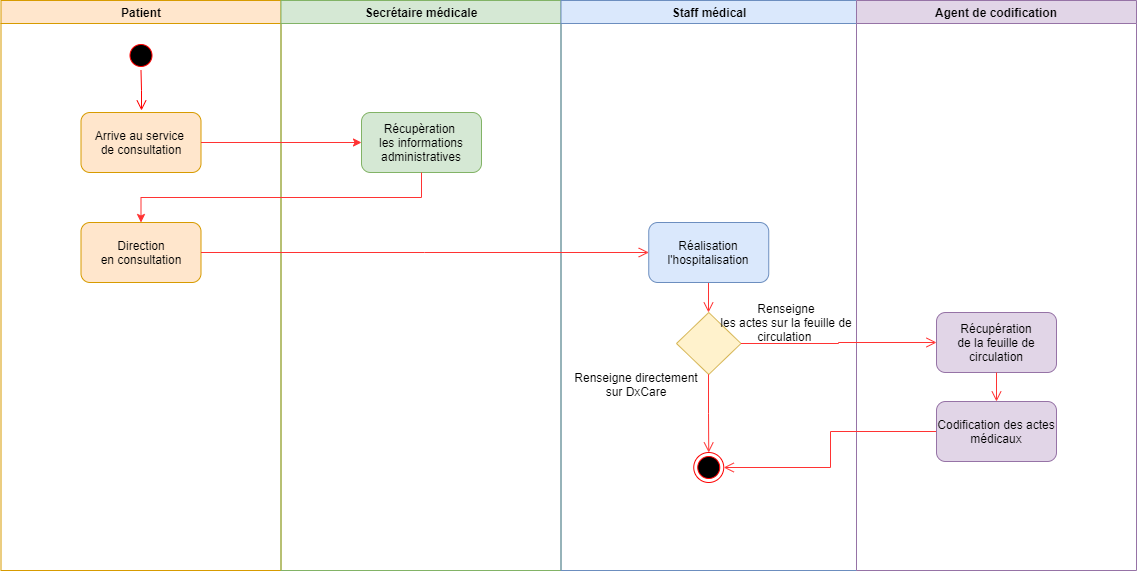 Patient
Secrétaire médicale
Staff médical
Agent de codification
Arrive au service
de consultation
Récupèration
les informations
administratives
Direction
en consultation
Réalisation
l'hospitalisation
Renseigne
les actes sur la feuille de
circulation
Récupération
de la feuille de
circulation
Renseigne directement
sur DxCare
Codification des actes
médicaux